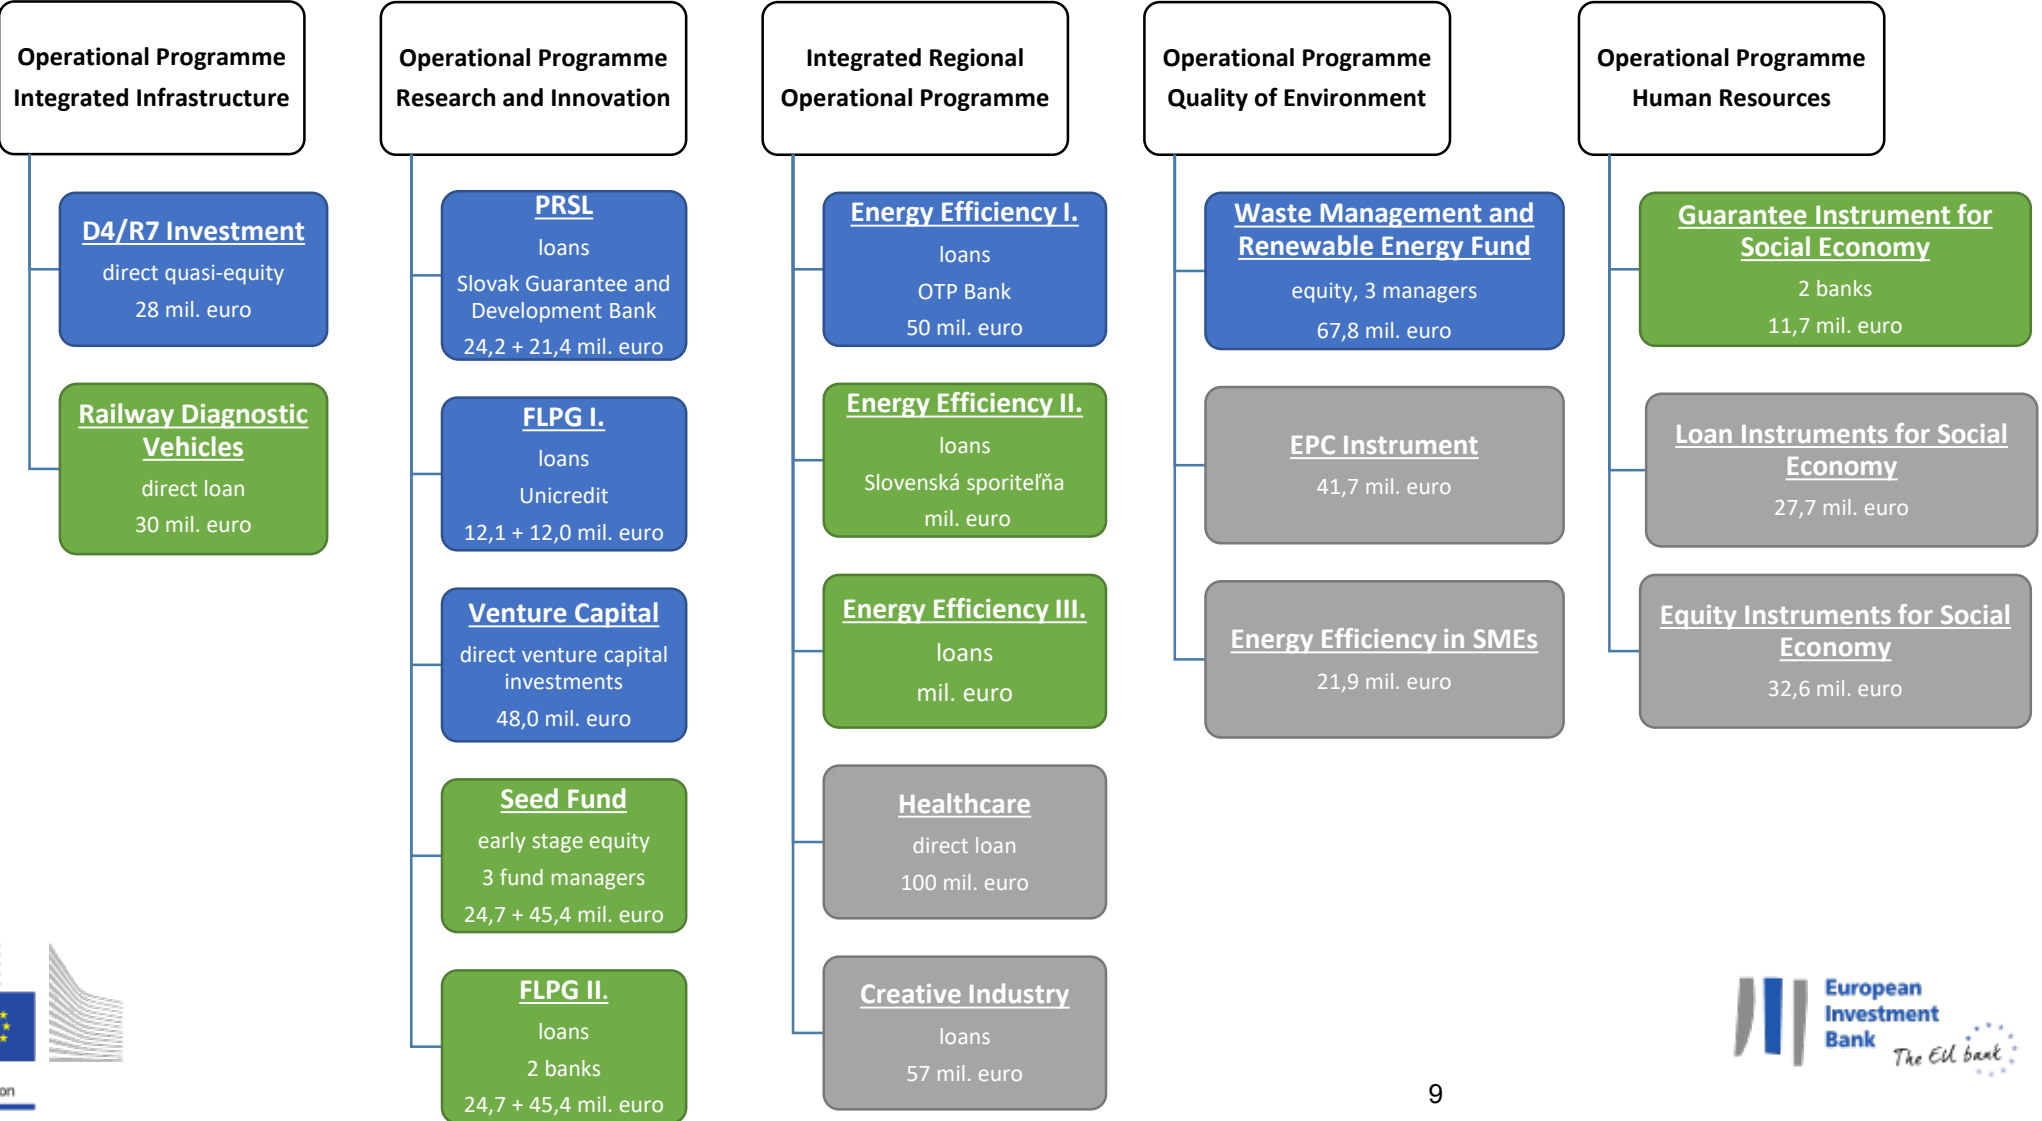 Operational Programme
Integrated Infrastructure
D4/R7 Investment
direct quasi-equity
28 mil. euro
Railway Diagnostic
Vehicles
direct loan
30 mil. euro
Operational Programme
Research and Innovation
PRSL
loans
Slovak Guarantee and
Development Bank
24,2 + 21,4 mil. euro
FLPG I.
loans
Unicredit
12,1 + 12,0 mil. euro
Venture Capital
direct venture capital
investments
48,0 mil. euro
Seed Fund
early stage equity
3 fund managers
24,7 + 45,4 mil. euro
FLPG II.
loans
2 banks
24,7 + 45,4 mil. euro
Integrated Regional
Operational Programme
Energy Efficiency I.
loans
OTP Bank
50 mil. euro
Energy Efficiency II.
loans
Slovenská sporiteľňa
mil. euro
Energy Efficiency III.
loans
mil. euro
Healthcare
direct loan
100 mil. euro
Creative Industry
loans
57 mil. euro
Operational Programme
Quality of Environment
Waste Management and
Renewable Energy Fund
equity, 3 managers
67,8 mil. euro
EPC Instrument
41,7 mil. euro
Energy Efficiency in SMEs
21,9 mil. euro
Operational Programme
Human Resources
Guarantee Instrument for
Social Economy
2 banks
11,7 mil. euro
Loan Instruments for Social
Economy
27,7 mil. euro
Equity Instruments for Social
Economy
32,6 mil. euro
on
9
European
Investment
Bank
The EU bank